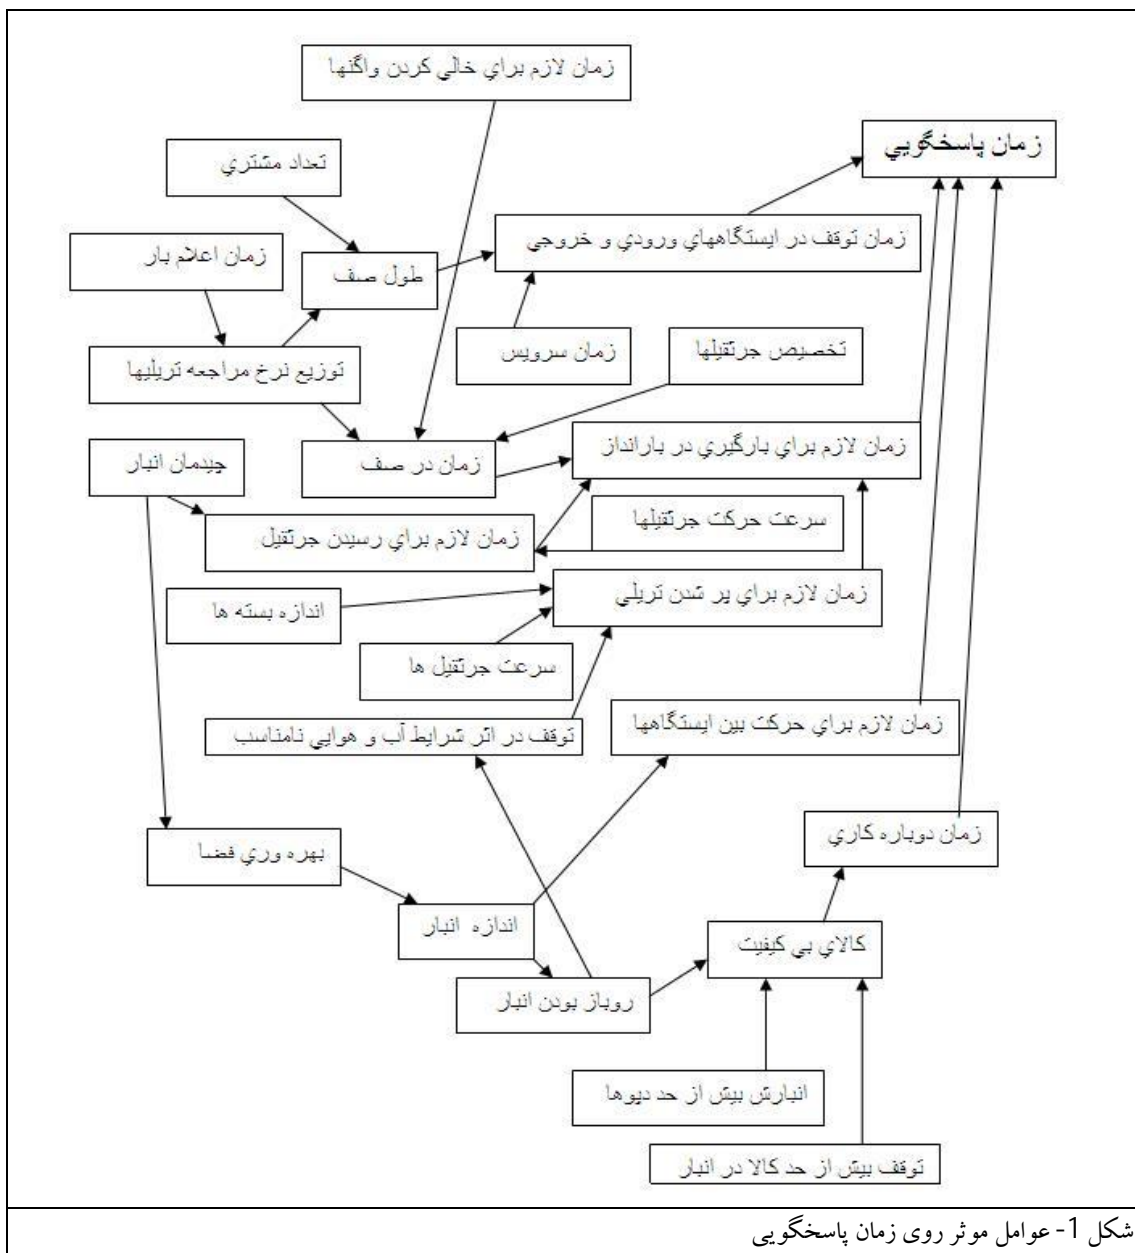 زمان لازم براي خالي كردن واگنها
زمان پاسخگويي
تعداد مشتري
زمان توقف در ايستگاههاي ورودي و خروجي
زمان اعلام بار
طول صف
زمان سرويس
تخصيص جرثقيلها
توزيع نرخ مراجعه تريليها
زمان لازم براي بارگيري در بارانداز
زمان در صف
چيدمان انبار
سرعت حركت جرثقيلها
زمان لازم براي رسيدن جرثقيل
زمان لازم براي پر شدن تريلي
اندازه بسته ها
سرعت جرثقيل ها
زمان لازم براي حركت بين ايستگاهها
توقف در اثر شرايط آب و هوايي نامناسب
زمان دوباره كاري
بهره وري فضا
اندازه انبار
كالاي بي كيفيت
روباز بودن انبار
انبارش بيش از حد دپوها
توقف بيش از حد كالا در انبار
شکل 1- عوامل موثر روی زمان پاسخگویی